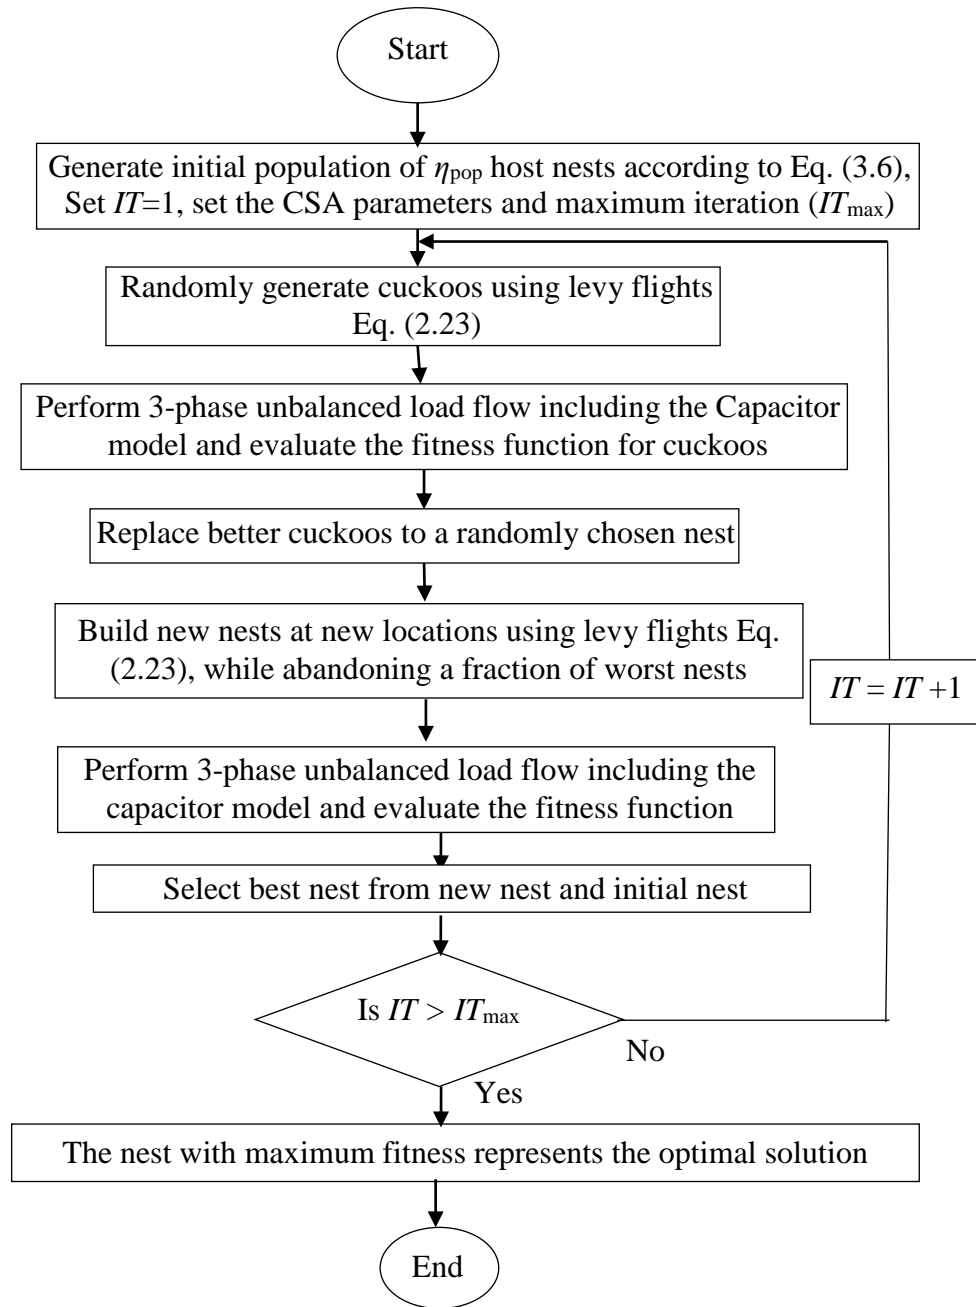 Start
Generate initial population of η_pop host nests according to Eq. (3.6),
Set IT=1, set the CSA parameters and maximum iteration (IT_max)
Randomly generate cuckoos using levy flights
Eq. (2.23)
Perform 3-phase unbalanced load flow including the Capacitor
model and evaluate the fitness function for cuckoos
Replace better cuckoos to a randomly chosen nest
Build new nests at new locations using levy flights Eq.
(2.23), while abandoning a fraction of worst nests
IT = IT +1
Perform 3-phase unbalanced load flow including the
capacitor model and evaluate the fitness function
Select best nest from new nest and initial nest
Is IT > IT_max
No
Yes
The nest with maximum fitness represents the optimal solution
End